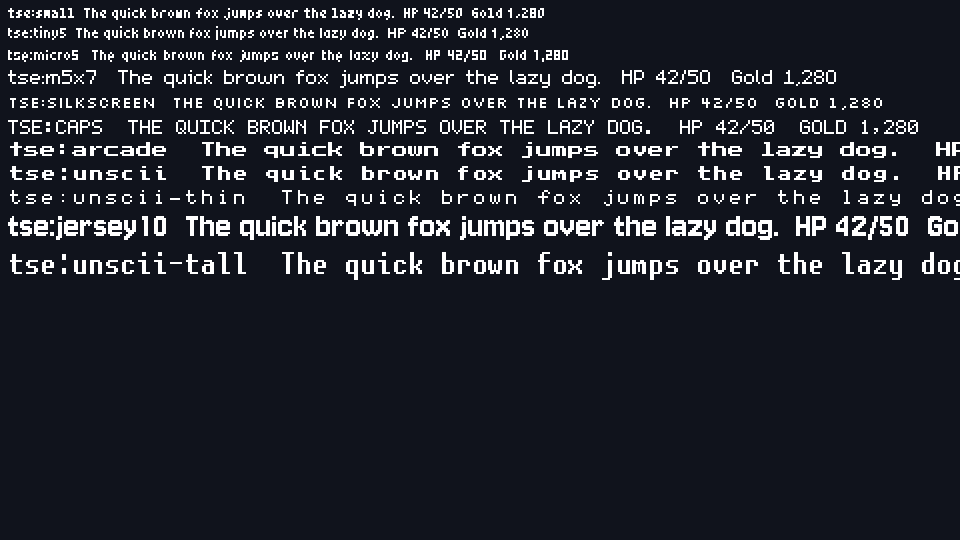 tse:small The quick brown fox jumps over the lazy dog. HP 42/50 Gold 1,280
tse:tiny5 The quick brown fox jumps over the lazy dog. HP 42/50 Gold 1,280
tse:micro5 The quick brown fox jumps over the lazy dog. HP 42/50 Gold 1,280
tse:m5x7 The quick brown fox jumps over the lazy dog. HP 42/50 Gold 1,280
TSE:SILKSCREEN THE QUICK BROWN FOX JUMPS OVER THE LAZY DOG. HP 42/50 GOLD 1,280
TSE:CAPS THE QUICK BROWN FOX JUMPS OVER THE LAZY DOG. HP 42/50 GOLD 1,280
tse:arcade The quick brown fox jumps over the lazy dog. HP
tse:unscii The quick brown fox jumps over the lazy dog. HP
tse:unscii-thin The quick brown fox jumps over the lazy dog
tse:jersey10 The quick brown fox jumps over the lazy dog. HP 42/50 Go
tse:unscii-tall The quick brown fox jumps over the lazy dog